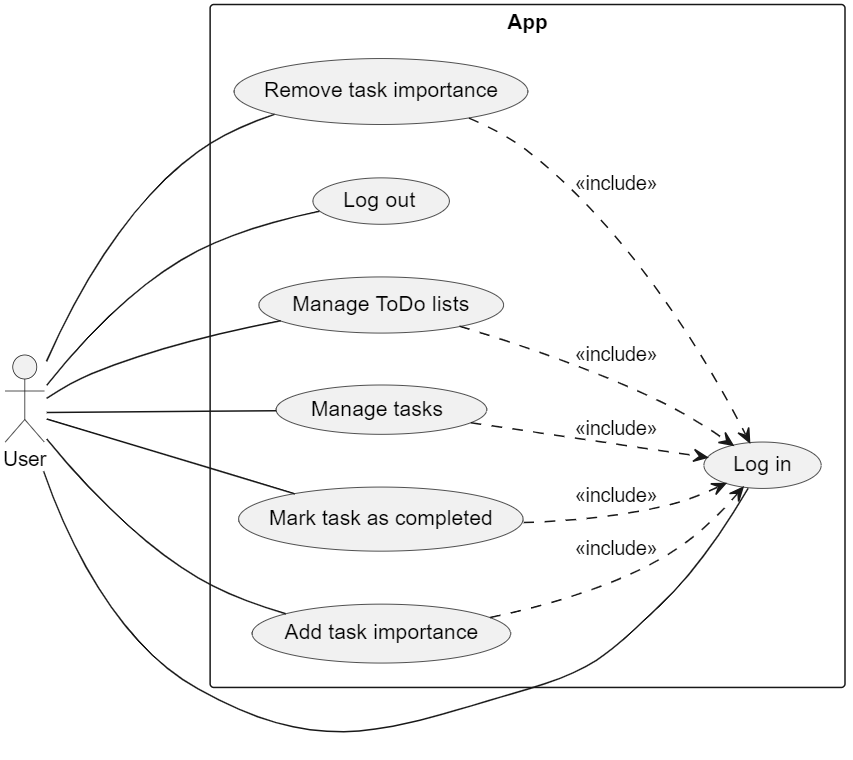 App
Remove task importance
«include»
Log out
Manage ToDo lists
«include»
Manage tasks
«include»
User
Log in
«include»
Mark task as completed
«include»
Add task importance